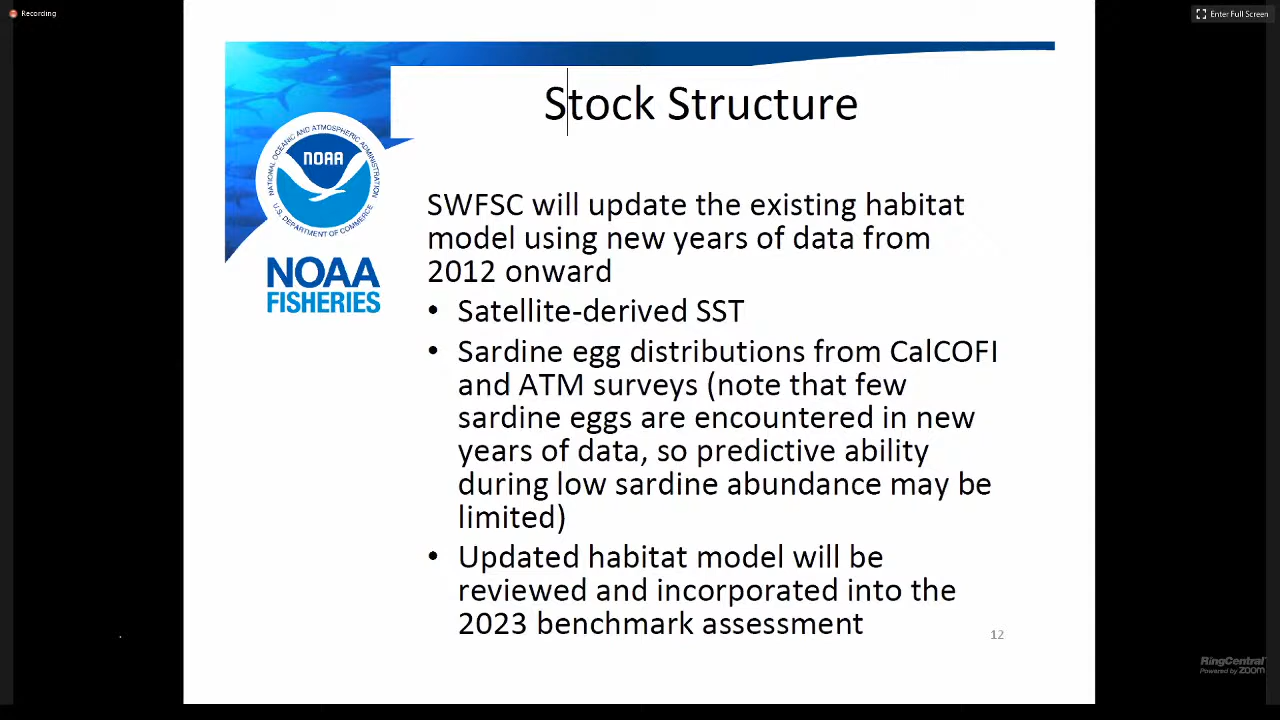 Recording
Enter Full Screen
Stock Structure
NATIONAL OCEANIC AND ATMOSPHERIC ADMINISTRATION
NOAA
U.S. DEPARTMENT OF COMMERCE
NOAA
FISHERIES
SWFSC will update the existing habitat
model using new years of data from
2012 onward
• Satellite-derived SST
• Sardine egg distributions from CalCOFI
and ATM surveys (note that few
sardine eggs are encountered in new
years of data, so predictive ability
during low sardine abundance may be
limited)
• Updated habitat model will be
reviewed and incorporated into the
2023 benchmark assessment
12
RingCentral
Powered by zoom